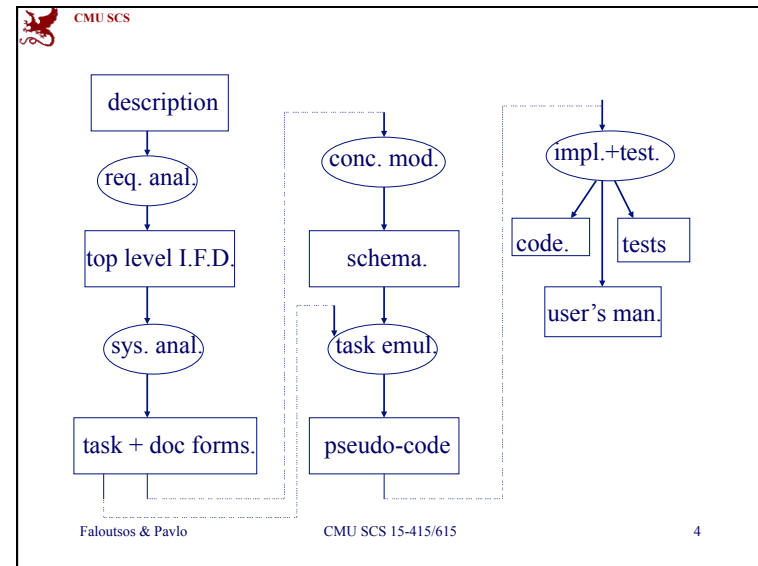 CMU SCS
description
req. anal.
top level I.F.D.
sys. anal.
task + doc forms.
conc. mod.
schema.
task emul.
pseudo-code
impl.+test.
code.
tests
user’s man.
Faloutsos & Pavlo
CMU SCS 15-415/615
4